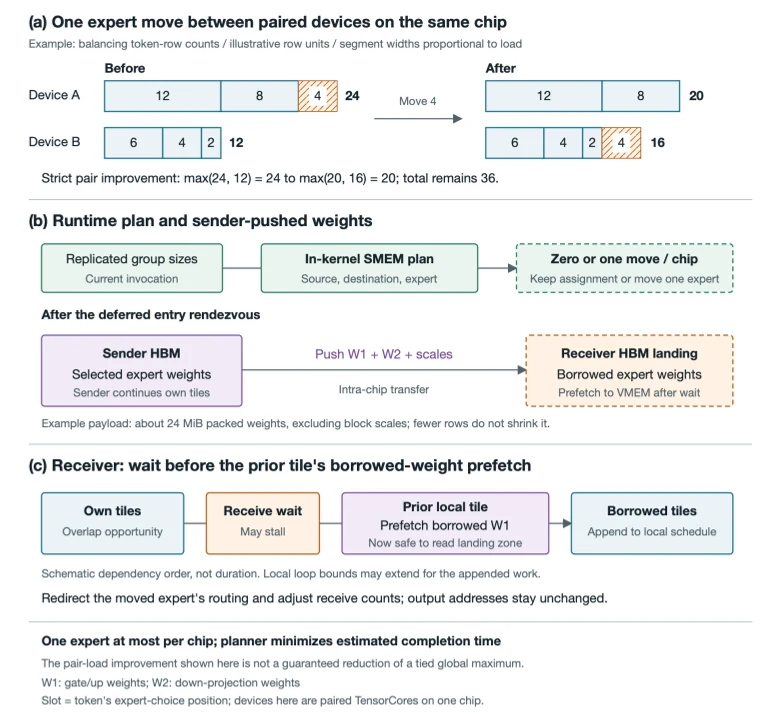 (a) One expert move between paired devices on the same chip
Example: balancing token-row counts / illustrative row units / segment widths proportional to load
Before
After
Device A
12
8
4
24
Move 4
12
8
20
Device B
6
4
2
12
6
4
2
4
16
Strict pair improvement: max(24, 12) = 24 to max(20, 16) = 20; total remains 36.
(b) Runtime plan and sender-pushed weights
Replicated group sizes
Current invocation
In-kernel SMEM plan
Source, destination, expert
Zero or one move / chip
Keep assignment or move one expert
After the deferred entry rendezvous
Sender HBM
Selected expert weights
Sender continues own tiles
Push W1 + W2 + scales
Intra-chip transfer
Receiver HBM landing
Borrowed expert weights
Prefetch to VMEM after wait
Example payload: about 24 MiB packed weights, excluding block scales; fewer rows do not shrink it.
(c) Receiver: wait before the prior tile's borrowed-weight prefetch
Own tiles
Overlap opportunity
Receive wait
May stall
Prior local tile
Prefetch borrowed W1
Now safe to read landing zone
Borrowed tiles
Append to local schedule
Schematic dependency order, not duration. Local loop bounds may extend for the appended work.
Redirect the moved expert's routing and adjust receive counts; output addresses stay unchanged.
One expert at most per chip; planner minimizes estimated completion time
The pair-load improvement shown here is not a guaranteed reduction of a tied global maximum.
W1: gate/up weights; W2: down-projection weights
Slot = token's expert-choice position; devices here are paired TensorCores on one chip.